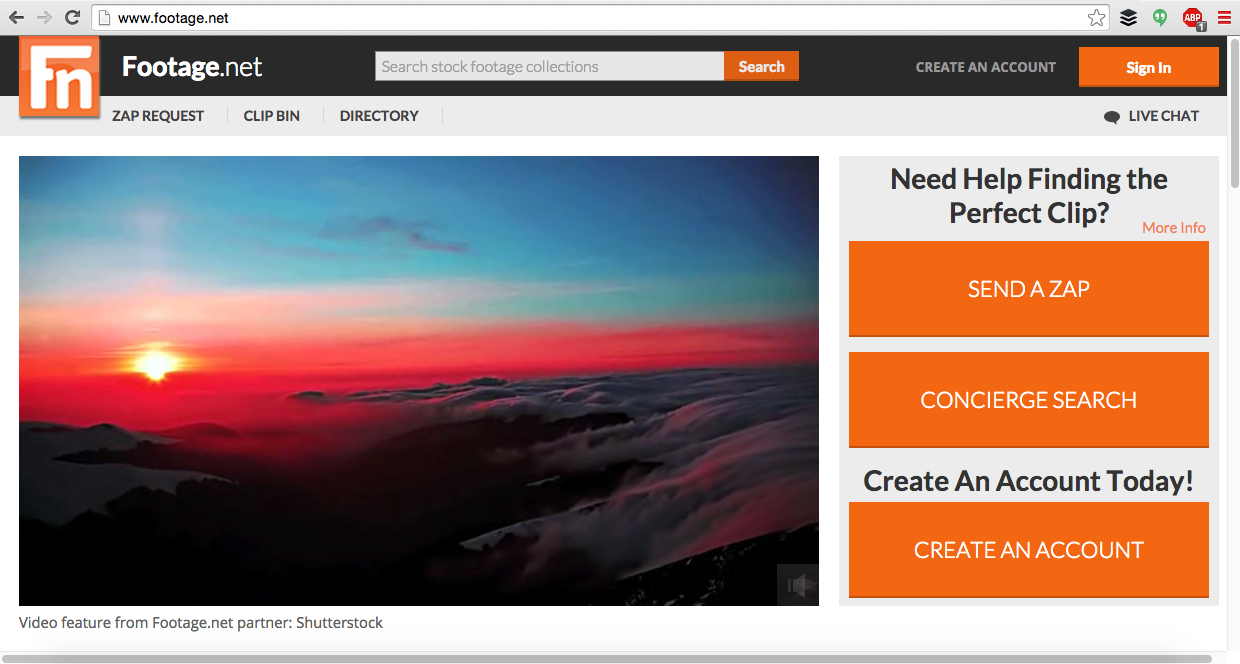 www.footage.net
ABP
1
fn
Footage.net
Search stock footage collections
Search
CREATE AN ACCOUNT
Sign In
ZAP REQUEST
CLIP BIN
DIRECTORY
LIVE CHAT
Need Help Finding the
Perfect Clip?
More Info
SEND A ZAP
CONCIERGE SEARCH
Create An Account Today!
CREATE AN ACCOUNT
Video feature from Footage.net partner: Shutterstock